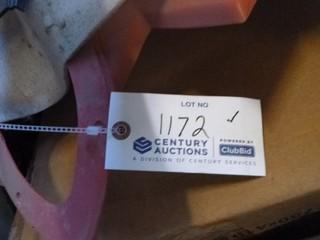 LOT NO
1172 ✓
CENTURY AUCTIONS POWERED BY ClubBid
A DIVISION OF CENTURY SERVICES